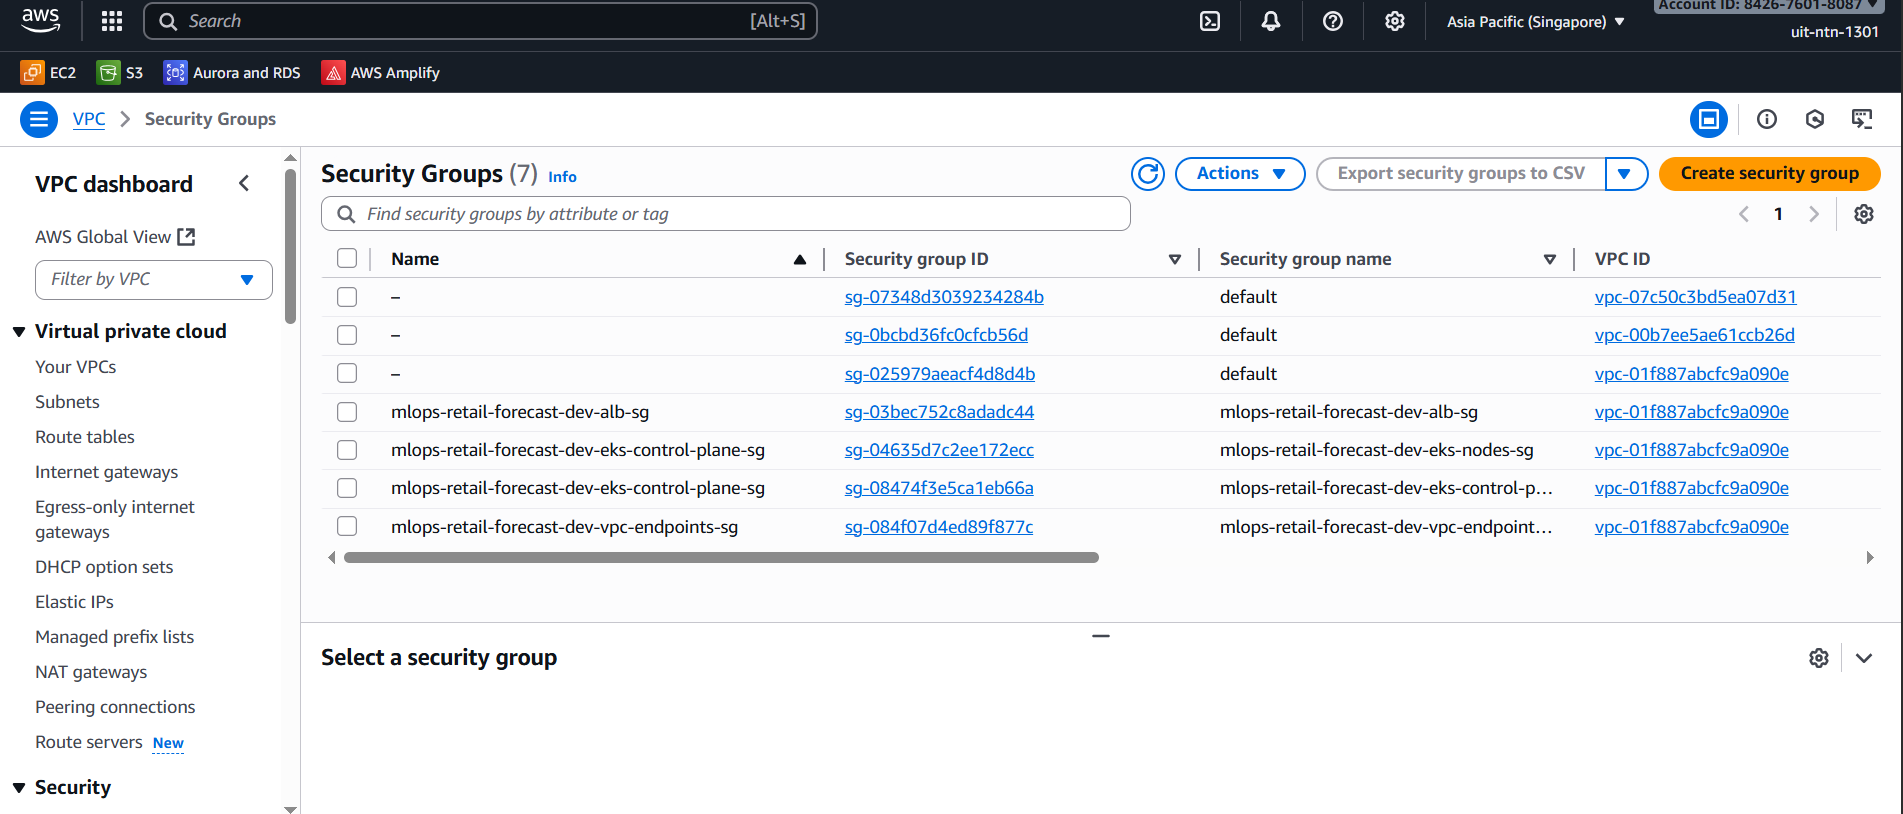 aws
Search [Alt+S]
Asia Pacific (Singapore)
Account ID: 8426-7601-8087
uit-ntn-1301
EC2 S3 Aurora and RDS AWS Amplify
VPC Security Groups
VPC dashboard
AWS Global View
Filter by VPC
Virtual private cloud
Your VPCs
Subnets
Route tables
Internet gateways
Egress-only internet
gateways
DHCP option sets
Elastic IPs
Managed prefix lists
NAT gateways
Peering connections
Route servers New
Security
Security Groups (7) Info
Actions
Export security groups to CSV
Create security group
Find security groups by attribute or tag
1
Name Security group ID Security group name VPC ID
– sg-07348d3039234284b default vpc-07c50c3bd5ea07d31
– sg-0bcbd36fc0cfcb56d default vpc-00b7ee5ae61ccb26d
– sg-025979aeacf4d8d4b default vpc-01f887abcfc9a090e
mlops-retail-forecast-dev-alb-sg sg-03bec752c8adadc44 mlops-retail-forecast-dev-alb-sg vpc-01f887abcfc9a090e
mlops-retail-forecast-dev-eks-control-plane-sg sg-04635d7c2ee172ecc mlops-retail-forecast-dev-eks-nodes-sg vpc-01f887abcfc9a090e
mlops-retail-forecast-dev-eks-control-plane-sg sg-08474f3e5ca1eb66a mlops-retail-forecast-dev-eks-control-p... vpc-01f887abcfc9a090e
mlops-retail-forecast-dev-vpc-endpoints-sg sg-084f07d4ed89f877c mlops-retail-forecast-dev-vpc-endpoint... vpc-01f887abcfc9a090e
Select a security group